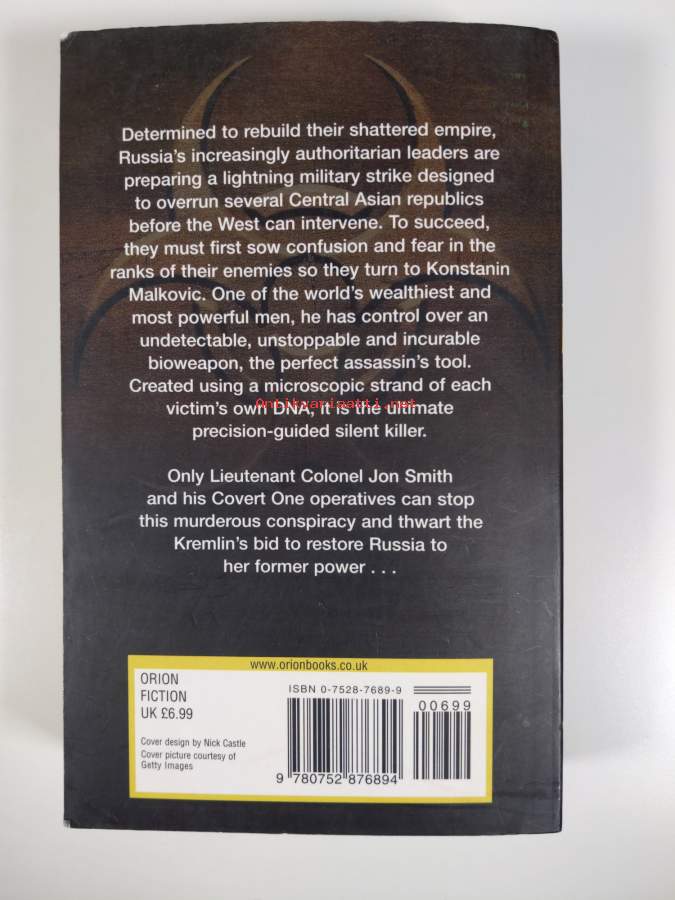 Determined to rebuild their shattered empire,
Russia's increasingly authoritarian leaders are
preparing a lightning military strike designed
to overrun several Central Asian republics
before the West can intervene. To succeed,
they must first sow confusion and fear in the
ranks of their enemies so they turn to Konstanin
Malkovic. One of the world's wealthiest and
most powerful men, he has control over an
undetectable, unstoppable and incurable
bioweapon, the perfect assassin's tool.
Created using a microscopic strand of each
victim's own DNA, it is the ultimate
Antikvariaatti.net
precision-guided silent killer.
Only Lieutenant Colonel Jon Smith
and his Covert One operatives can stop
this murderous conspiracy and thwart the
Kremlin's bid to restore Russia to
her former power . . .
www.orionbooks.co.uk
ORION
FICTION
UK £6.99
Cover design by Nick Castle
Cover picture courtesy of
Getty Images
ISBN 0-7528-7689-9
00699
9 780752 876894